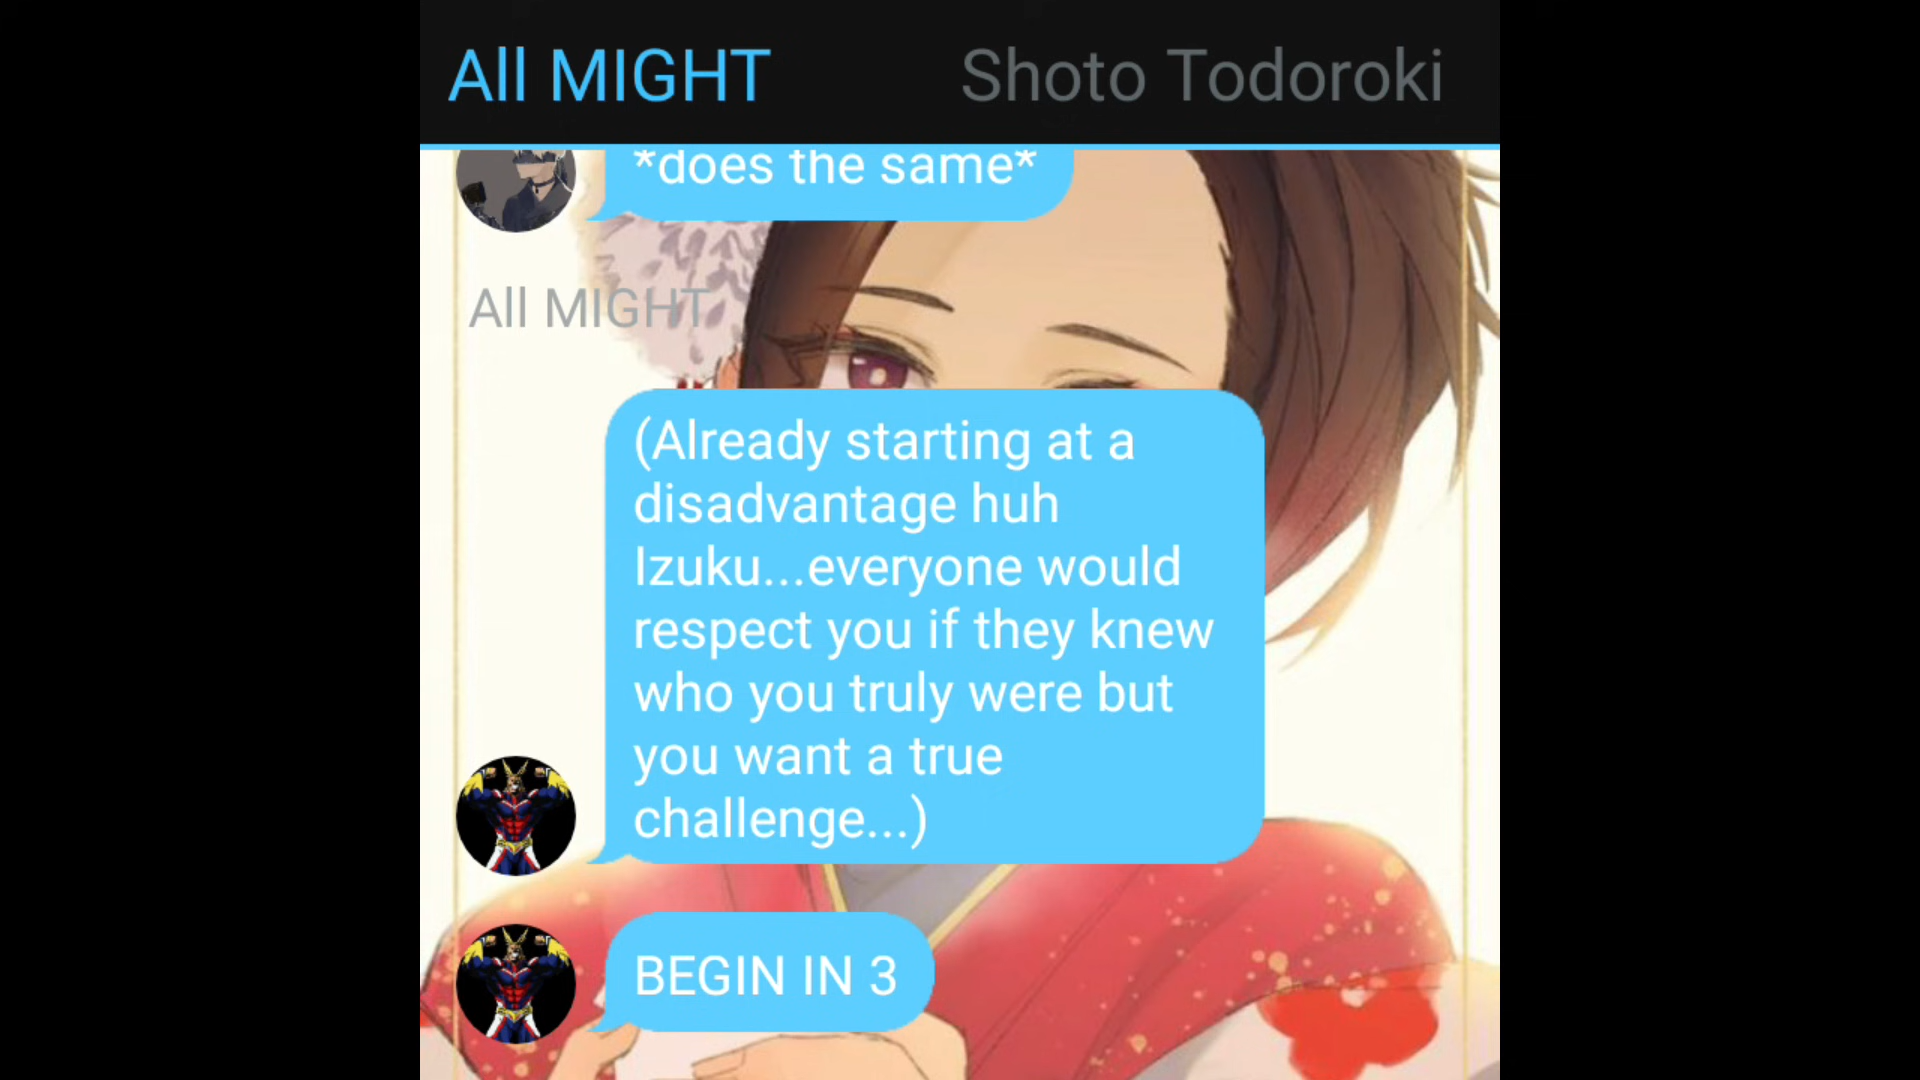 All MIGHT Shoto Todoroki
*does the same*
All MIGHT
(Already starting at a
disadvantage huh
Izuku...everyone would
respect you if they knew
who you truly were but
you want a true
challenge...)
BEGIN IN 3